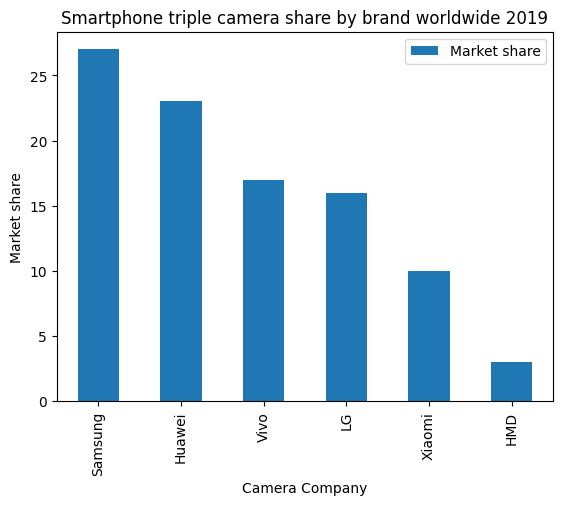 Smartphone triple camera share by brand worldwide 2019
Market share
25
20
15
10
5
0
Market share
Samsung
Huawei
Vivo
LG
Xiaomi
HMD
Camera Company